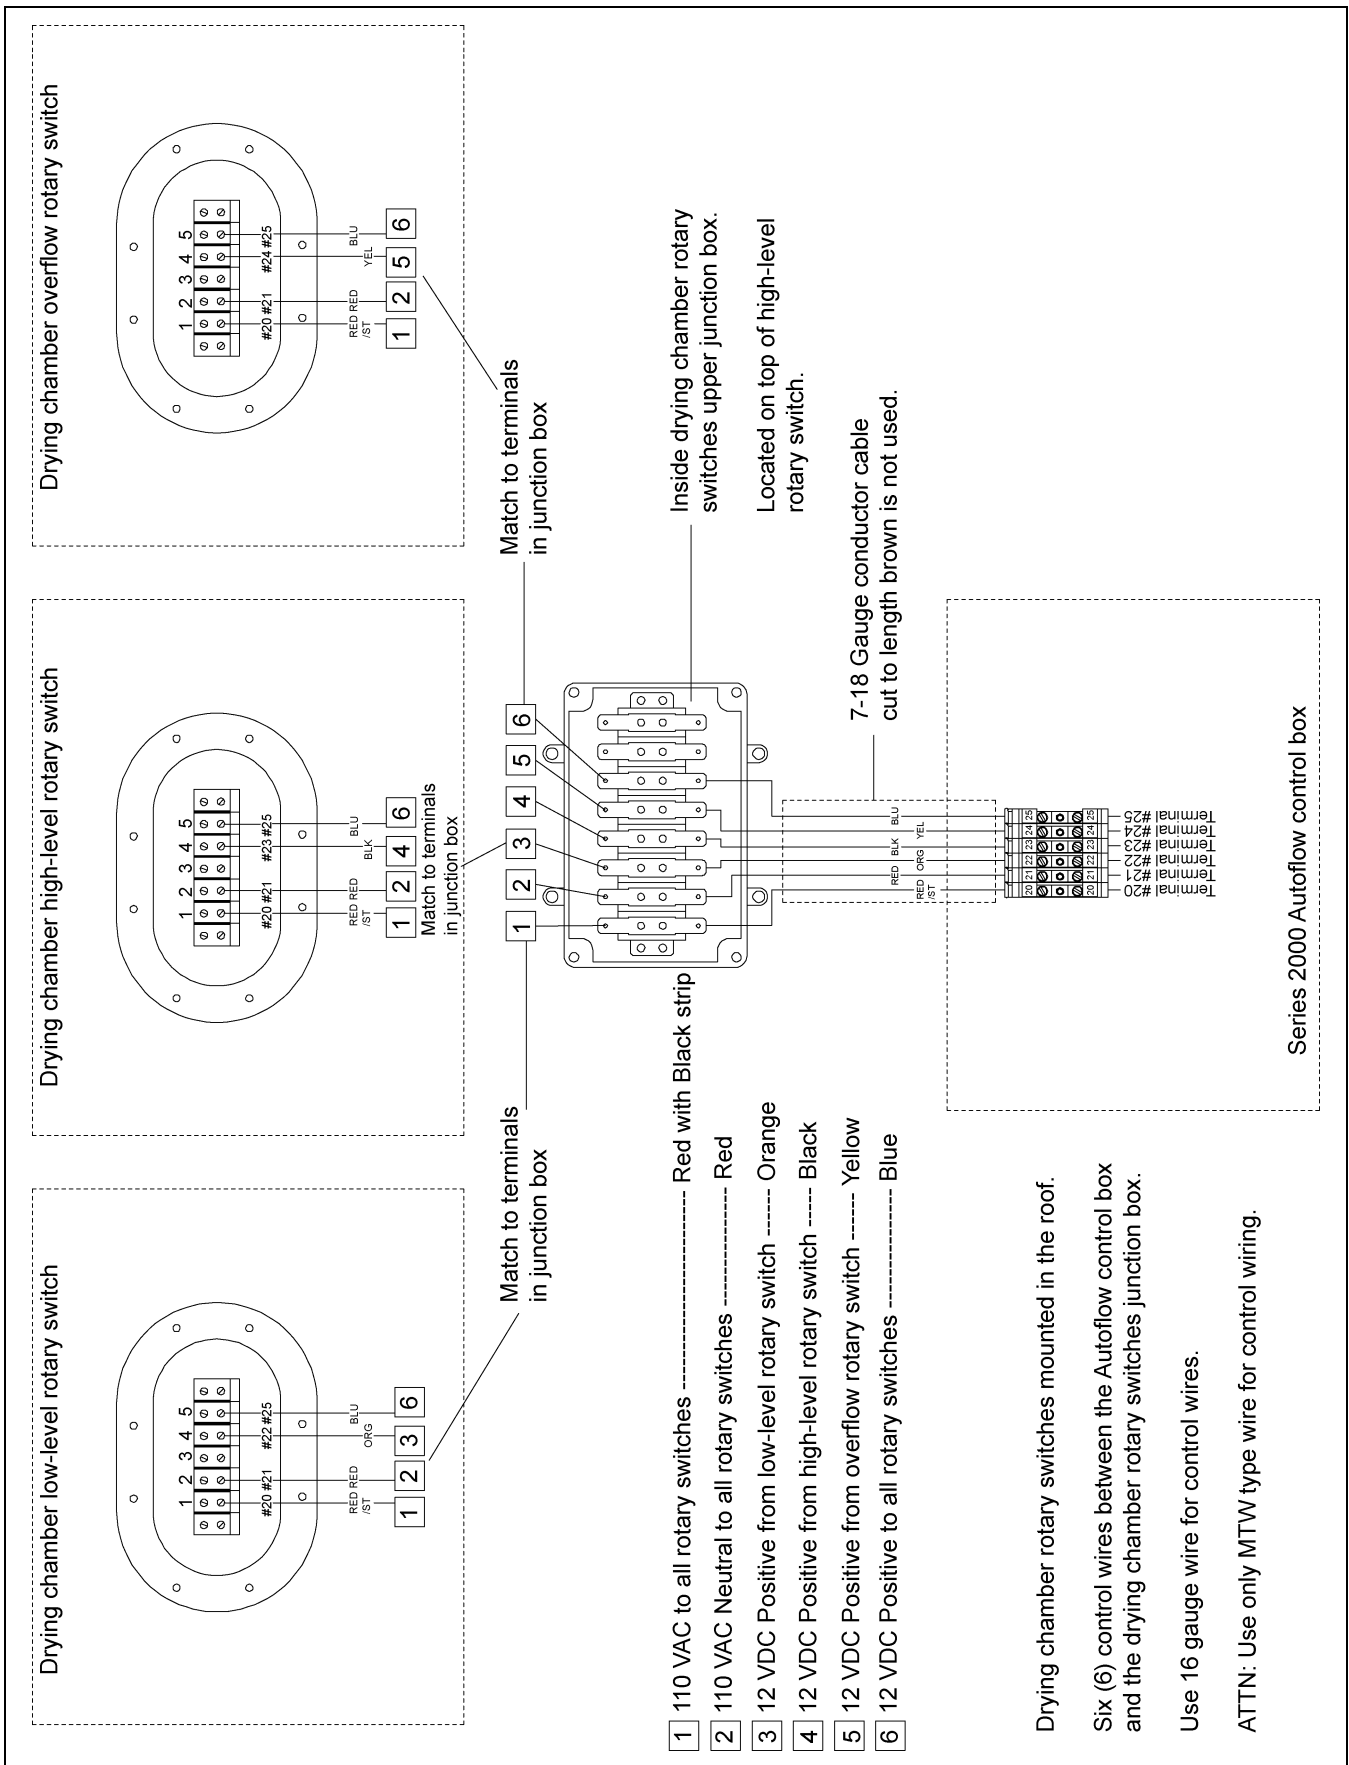 Drying chamber low-level rotary switch
1 2 3 4 5
#20 #21 #22 #25
RED RED ORG BLU
/ST
1 2 3 6
Match to terminals
in junction box
Drying chamber high-level rotary switch
1 2 3 4 5
#20 #21 #23 #25
RED RED BLK BLU
/ST
1 2 4 6
Match to terminals
in junction box
Drying chamber overflow rotary switch
1 2 3 4 5
#20 #21 #24 #25
RED RED YEL BLU
/ST
1 2 5 6
Match to terminals
in junction box
1 2 3 4 5 6
Inside drying chamber rotary
switches upper junction box.
Located on top of high-level
rotary switch.
7-18 Gauge conductor cable
cut to length brown is not used.
1 110 VAC to all rotary switches ------------------------------- Red with Black strip
2 110 VAC Neutral to all rotary switches --------------- Red
3 12 VDC Positive from low-level rotary switch ------ Orange
4 12 VDC Positive from high-level rotary switch ----- Black
5 12 VDC Positive from overflow rotary switch ------ Yellow
6 12 VDC Positive to all rotary switches --------------- Blue
RED RED ORG BLK YEL BLU
/ST
20 21 22 23 24 25
20 21 22 23 24 25
Terminal #20
Terminal #21
Terminal #22
Terminal #23
Terminal #24
Terminal #25
Series 2000 Autoflow control box
Drying chamber rotary switches mounted in the roof.
Six (6) control wires between the Autoflow control box
and the drying chamber rotary switches junction box.
Use 16 gauge wire for control wires.
ATTN: Use only MTW type wire for control wiring.